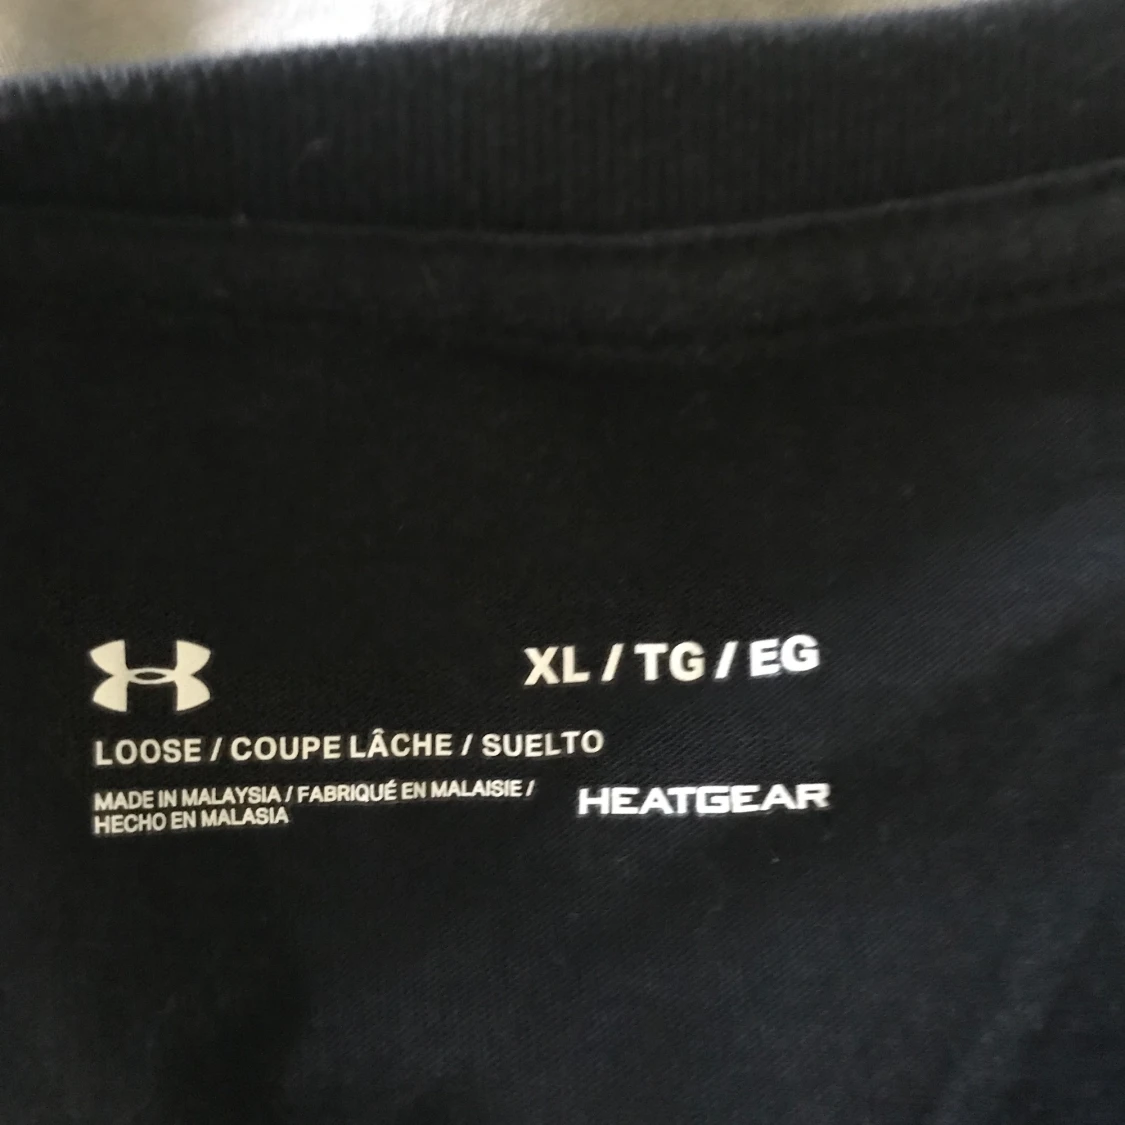 XL / TG / EG
LOOSE / COUPE LÂCHE / SUELTO
MADE IN MALAYSIA / FABRIQUÉ EN MALAISIE /
HECHO EN MALASIA
HEATGEAR